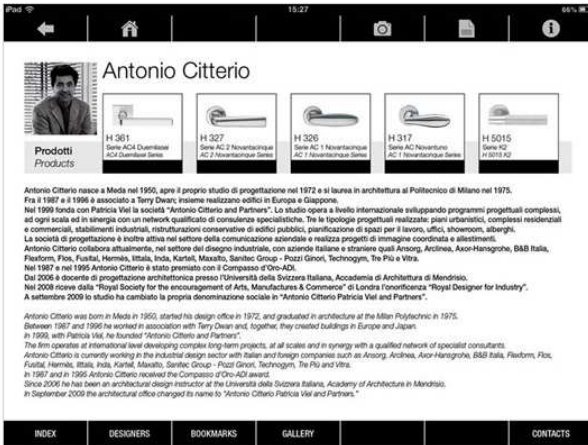 iPad
15:27
66%
Antonio Citterio
Prodotti
Products
H 361
Serie AC4 Duemilasei
AC4 Duemilasei Series
H 327
Serie AC 2 Novantacinque
AC 2 Novantacinque Series
H 326
Serie AC 1 Novantacinque
AC 1 Novantacinque Series
H 317
Serie AC Novantuno
AC 1 Novantacinque Series
H 5015
Serie K2
H 5015 K2
Antonio Citterio nasce a Meda nel 1950, apre il proprio studio di progettazione nel 1972 e si laurea in architettura al Politecnico di Milano nel 1975.
Fra il 1987 e il 1996 è associato a Terry Dwan; insieme realizzano edifici in Europa e Giappone.
Nel 1999 fonda con Patricia Viel la società "Antonio Citterio and Partners". Lo studio opera a livello internazionale sviluppando programmi progettuali complessi,
ad ogni scala ed in sinergia con un network qualificato di consulenze specialistiche. Tre le tipologie progettuali realizzate: piani urbanistici, complessi residenziali
e commerciali, stabilimenti industriali, ristrutturazioni conservative di edifici pubblici, pianificazione di spazi per il lavoro, uffici, showroom, alberghi.
La società di progettazione è inoltre attiva nel settore della comunicazione aziendale e realizza progetti di immagine coordinata e allestimenti.
Antonio Citterio collabora attualmente, nel settore del disegno industriale, con aziende italiane e straniere quali Ansorg, Arclinea, Axor-Hansgrohe, B&B Italia,
Flexform, Flos, Fusital, Hermès, Iittala, Inda, Kartell, Maxalto, Sanitec Group - Pozzi Ginori, Technogym, Tre Più e Vitra.
Nel 1987 e nel 1995 Antonio Citterio è stato premiato con il Compasso d'Oro-ADI.
Dal 2006 è docente di progettazione architettonica presso l'Università della Svizzera Italiana, Accademia di Architettura di Mendrisio.
Nel 2008 riceve dalla "Royal Society for the encouragement of Arts, Manufactures & Commerce" di Londra l'onorificenza "Royal Designer for Industry".
A settembre 2009 lo studio ha cambiato la propria denominazione sociale in "Antonio Citterio Patricia Viel and Partners".
Antonio Citterio was born in Meda in 1950, started his design office in 1972, and graduated in architecture at the Milan Polytechnic in 1975.
Between 1987 and 1996 he worked in association with Terry Dwan and, together, they created buildings in Europe and Japan.
In 1999, with Patricia Viel, he founded "Antonio Citterio and Partners".
The firm operates at international level developing complex long-term projects, at all scales and in synergy with a qualified network of specialist consultants.
Antonio Citterio is currently working in the industrial design sector with Italian and foreign companies such as Ansorg, Arclinea, Axor-Hansgrohe, B&B Italia, Flexform, Flos,
Fusital, Hermès, Iittala, Inda, Kartell, Maxalto, Sanitec Group - Pozzi Ginori, Technogym, Tre Più and Vitra.
In 1987 and in 1995 Antonio Citterio received the Compasso d'Oro-ADI award.
Since 2006 he has been an architectural design instructor at the Università della Svizzera Italiana, Academy of Architecture in Mendrisio.
In September 2009 the architectural office changed its name to "Antonio Citterio Patricia Viel and Partners."
INDEX
DESIGNERS
BOOKMARKS
GALLERY
CONTACTS